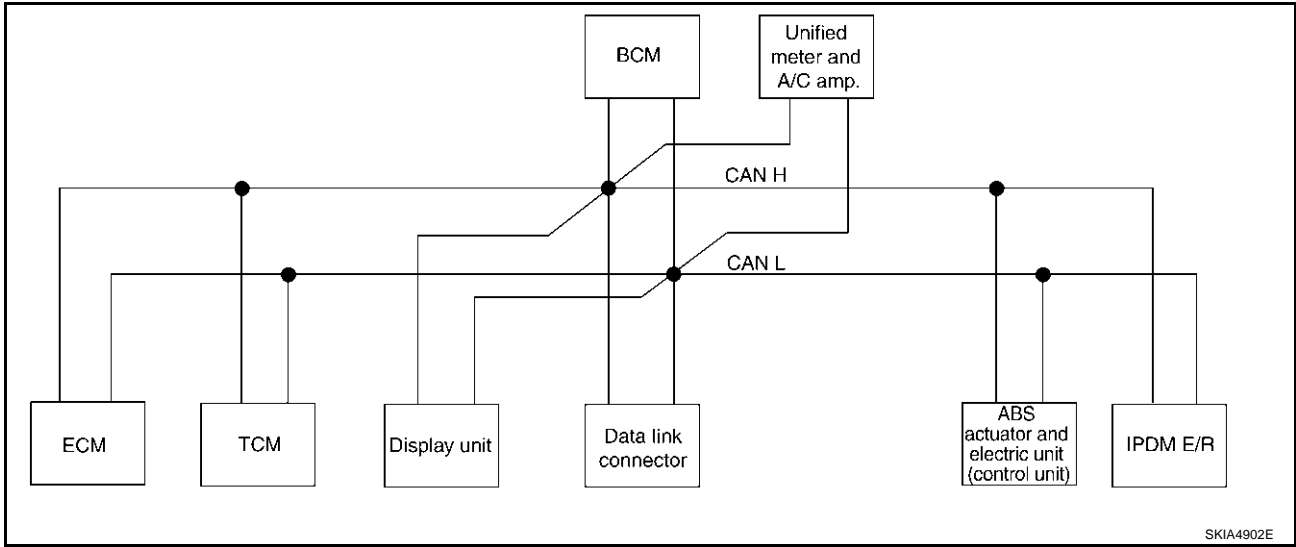 BCM
Unified
meter and
A/C amp.
CAN H
CAN L
ECM
TCM
Display unit
Data link
connector
ABS
actuator and
electric unit
(control unit)
IPDM E/R
SKIA4902E